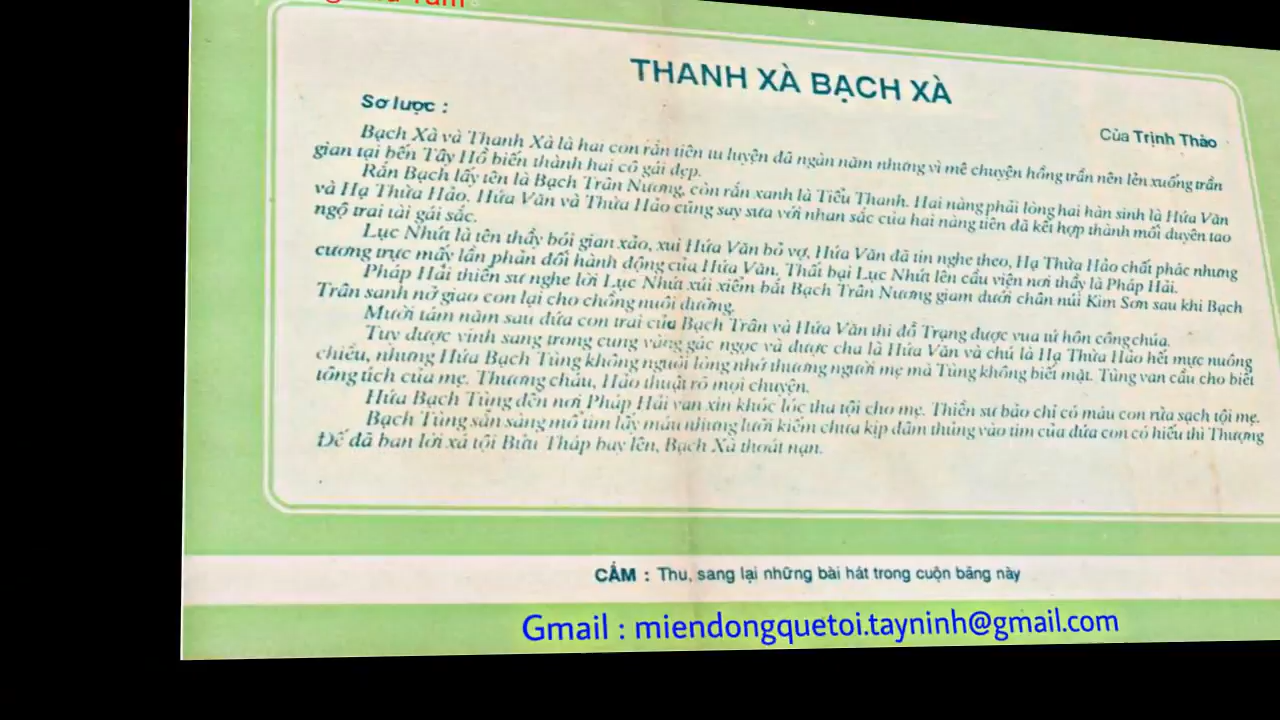 THANH XÀ BẠCH XÀ
Sơ lược :
Của Trịnh Thào
Bạch Xà và Thanh Xà là hai con rắn tiên tu luyện đã ngàn năm nhưng vì mê chuyện hồng trần nên lén xuống trần
gian tại bến Tây Hồ biến thành hai cô gái đẹp.
Rắn Bạch lấy tên là Bạch Trân Nương, còn rắn xanh là Tiểu Thanh. Hai nàng phải lòng hai hàn sinh là Hứa Văn
và Hạ Thừa Hảo. Hứa Văn và Thừa Hảo cũng say sưa với nhan sắc của hai nàng tiên đã kết hợp thành mối duyên tao
ngộ trai tài gái sắc.
Lục Nhứt là tên thầy bói gian xảo, xui Hứa Văn bỏ vợ, Hứa Văn đã tin nghe theo, Hạ Thừa Hảo chất phác nhưng
cương trực mấy lần phản đối hành động của Hứa Văn. Thất bại Lục Nhứt lên cầu viện nơi thầy là Pháp Hải.
Pháp Hải thiền sư nghe lời Lục Nhứt xúi xiểm bắt Bạch Trân Nương giam dưới chân núi Kim Sơn sau khi Bạch
Trân sanh nở giao con lại cho chồng nuôi dưỡng.
Mười tám năm sau đứa con trai của Bạch Trân và Hứa Văn thi đỗ Trạng được vua tứ hôn công chúa.
Tuy được vinh sang trong cung vàng gác ngọc và được cha là Hứa Văn và chú là Hạ Thừa Hảo hết mực nuông
chiều, nhưng Hứa Bạch Tùng không nguôi lòng nhớ thương người mẹ mà Tùng không biết mặt. Tùng van cầu cho biết
tông tích của mẹ. Thương cháu, Hảo thuật rõ mọi chuyện.
Hứa Bạch Tùng đến nơi Pháp Hải van xin khóc lóc tha tội cho mẹ. Thiền sư bảo chỉ có máu con rửa sạch tội mẹ.
Bạch Tùng sẵn sàng mổ tim lấy máu nhưng lưỡi kiếm chưa kịp đâm thủng vào tim của đứa con có hiếu thì Thượng
Đế đã ban lời xá tội Bửu Tháp bay lên, Bạch Xà thoát nạn.
CẤM : Thu, sang lại những bài hát trong cuộn băng này
Gmail : miendongquetoi.tayninh@gmail.com